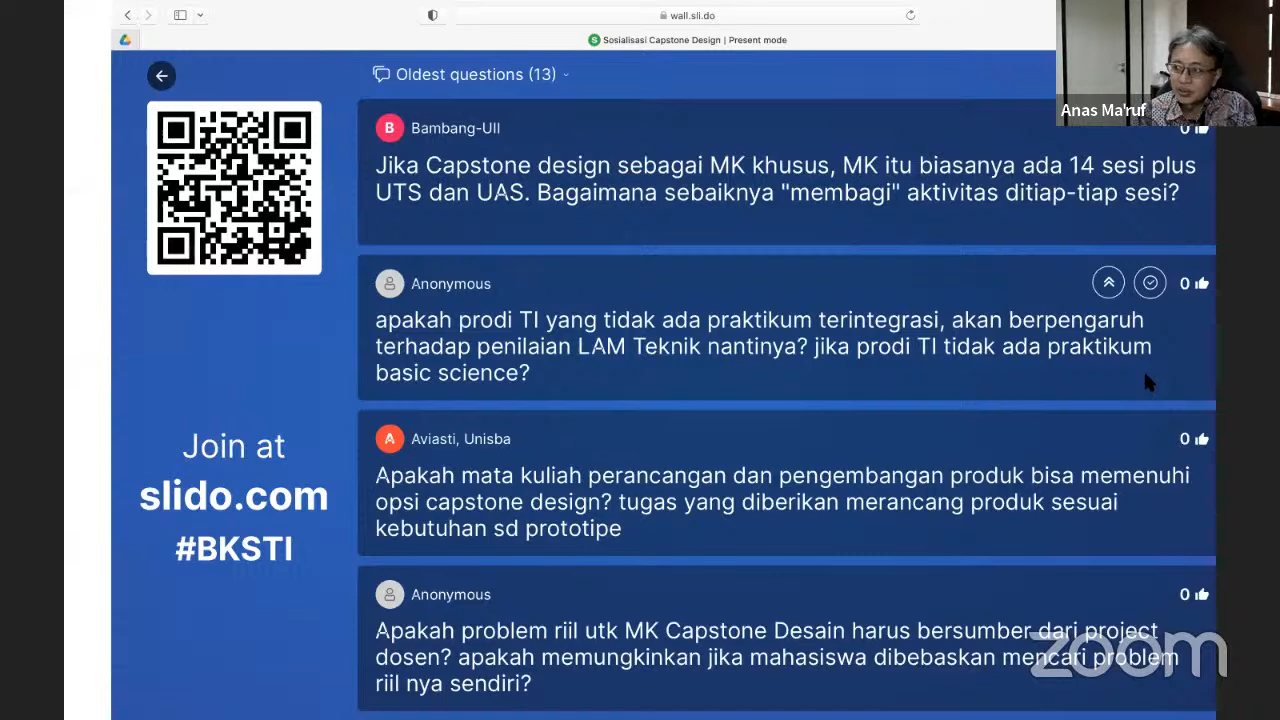 wall.sli.do
Sosialisasi Capstone Design | Present mode
Oldest questions (13)
Anas Ma'ruf
B
Bambang-UII
0
Jika Capstone design sebagai MK khusus, MK itu biasanya ada 14 sesi plus
UTS dan UAS. Bagaimana sebaiknya "membagi" aktivitas ditiap-tiap sesi?
Anonymous
0
apakah prodi TI yang tidak ada praktikum terintegrasi, akan berpengaruh
terhadap penilaian LAM Teknik nantinya? jika prodi TI tidak ada praktikum
basic science?
A
Aviasti, Unisba
0
Apakah mata kuliah perancangan dan pengembangan produk bisa memenuhi
opsi capstone design? tugas yang diberikan merancang produk sesuai
kebutuhan sd prototipe
Anonymous
0
Apakah problem riil utk MK Capstone Desain harus bersumber dari project
dosen? apakah memungkinkan jika mahasiswa dibebaskan mencari problem
riil nya sendiri?
Join at
slido.com
#BKSTI
zoom